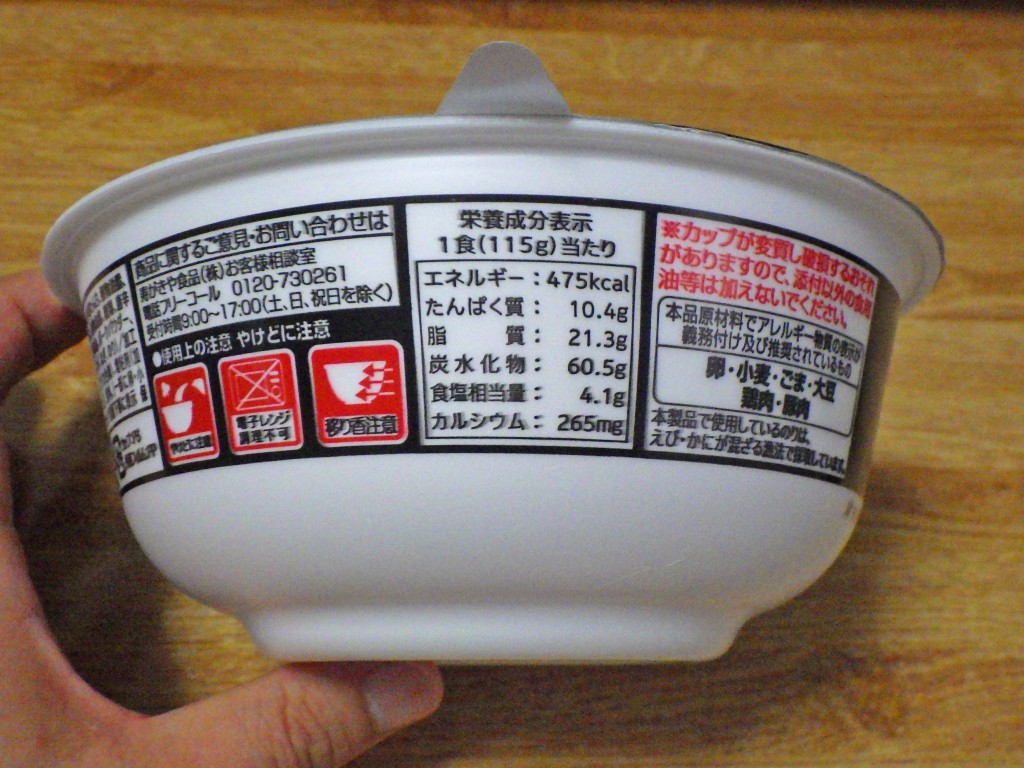 商品に関するご意見・お問い合わせは
寿がきや食品(株)お客様相談室
電話フリーコール 0120-730261
受付時間9:00〜17:00(土、日、祝日を除く)
●使用上の注意 やけどに注意
やけどに注意
電子レンジ
調理不可
移り香注意
栄養成分表示
1食(115g)当たり
エネルギー:475kcal
たんぱく質: 10.4g
脂質: 21.3g
炭水化物: 60.5g
食塩相当量: 4.1g
カルシウム: 265mg
※カップが変質し破損するおそれ
がありますので、添付以外の食用
油等は加えないでください。
本品原材料でアレルギー物質の表示が
義務付け及び推奨されているもの
卵・小麦・ごま・大豆
鶏肉・豚肉
本製品で使用しているのりは、
えび・かにが混ざる漁法で採取しています。